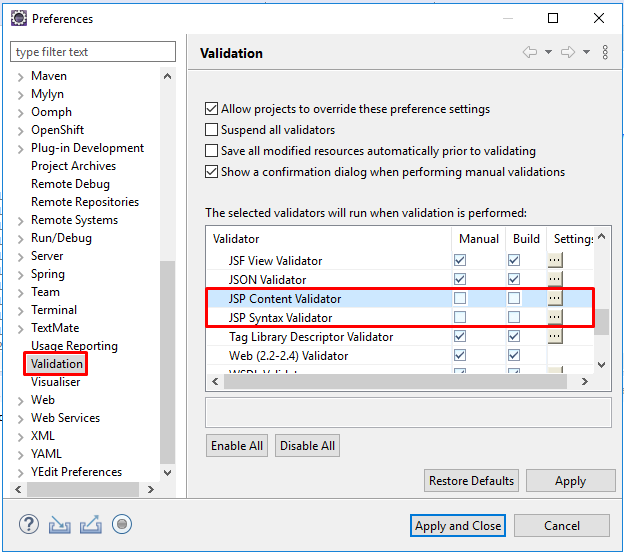 Preferences
type filter text
Maven
Mylyn
Oomph
OpenShift
Plug-in Development
Project Archives
Remote Debug
Remote Repositories
Remote Systems
Run/Debug
Server
Spring
Team
Terminal
TextMate
Usage Reporting
Validation
Visualiser
Web
Web Services
XML
YAML
YEdit Preferences
Validation
Allow projects to override these preference settings
Suspend all validators
Save all modified resources automatically prior to validating
Show a confirmation dialog when performing manual validations
The selected validators will run when validation is performed:
Validator Manual Build Settings
JSF View Validator ...
JSON Validator ...
JSP Content Validator ...
JSP Syntax Validator ...
Tag Library Descriptor Validator ...
Web (2.2-2.4) Validator
WSDL Validator
Enable All Disable All
Restore Defaults Apply
? Apply and Close Cancel